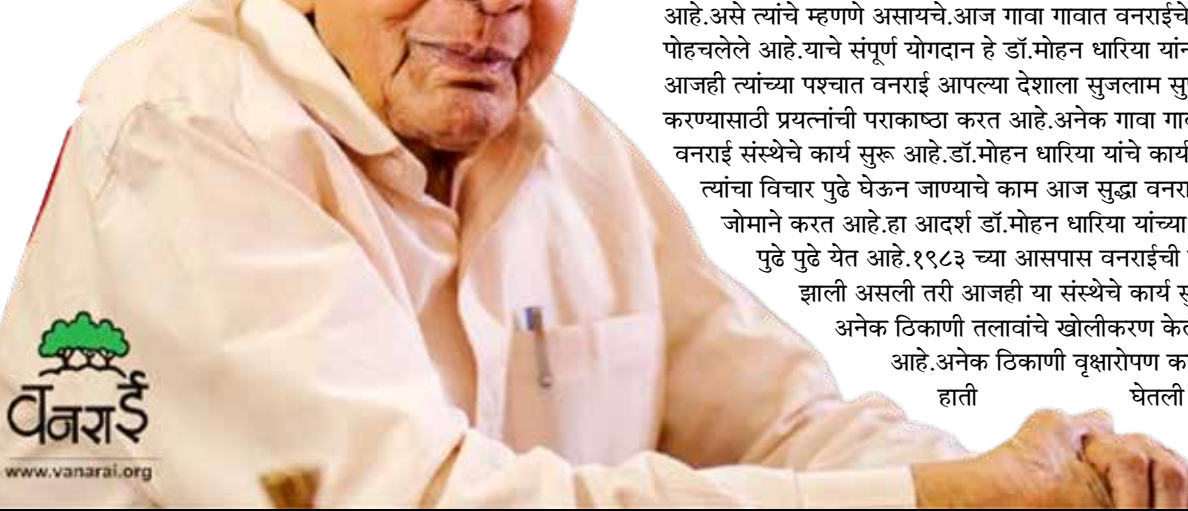 आहे.असे त्यांचे म्हणणे असायचे.आज गावा गावात वनराईचे
पोहचलेले आहे.याचे संपूर्ण योगदान हे डॉ.मोहन धारिया यांन
आजही त्यांच्या पश्चात वनराई आपल्या देशाला सुजलाम सु
करण्यासाठी प्रयत्नांची पराकाष्ठा करत आहे.अनेक गावा गाव
वनराई संस्थेचे कार्य सुरू आहे.डॉ.मोहन धारिया यांचे कार्य
त्यांचा विचार पुढे घेऊन जाण्याचे काम आज सुद्धा वनरा
जोमाने करत आहे.हा आदर्श डॉ.मोहन धारिया यांच्या
पुढे पुढे येत आहे.१९८३ च्या आसपास वनराईची
झाली असली तरी आजही या संस्थेचे कार्य सु
अनेक ठिकाणी तलावांचे खोलीकरण केल
आहे.अनेक ठिकाणी वृक्षारोपण क
हाती घेतली
वनराई
www.vanarai.org